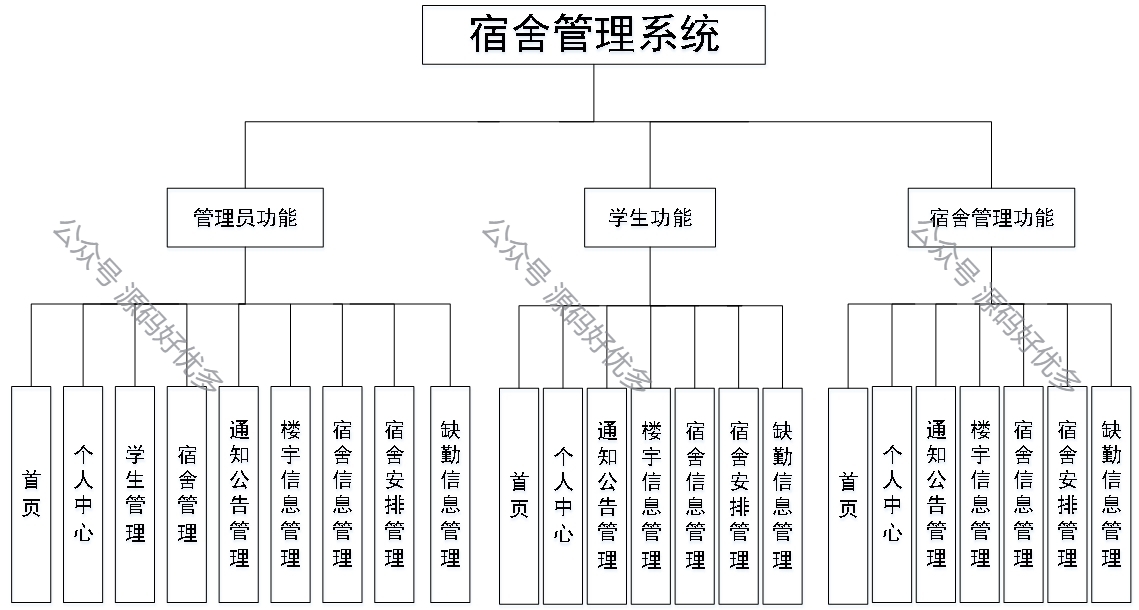 宿舍管理系统
管理员功能
学生功能
宿舍管理功能
公众号 源码好优多
公众号 源码好优多
公众号 源码好优多
首页
个人中心
学生管理
宿舍管理
通知公告管理
楼宇信息管理
宿舍信息管理
宿舍安排管理
缺勤信息管理
首页
个人中心
通知公告管理
楼宇信息管理
宿舍信息管理
宿舍安排管理
缺勤信息管理
首页
个人中心
通知公告管理
楼宇信息管理
宿舍信息管理
宿舍安排管理
缺勤信息管理